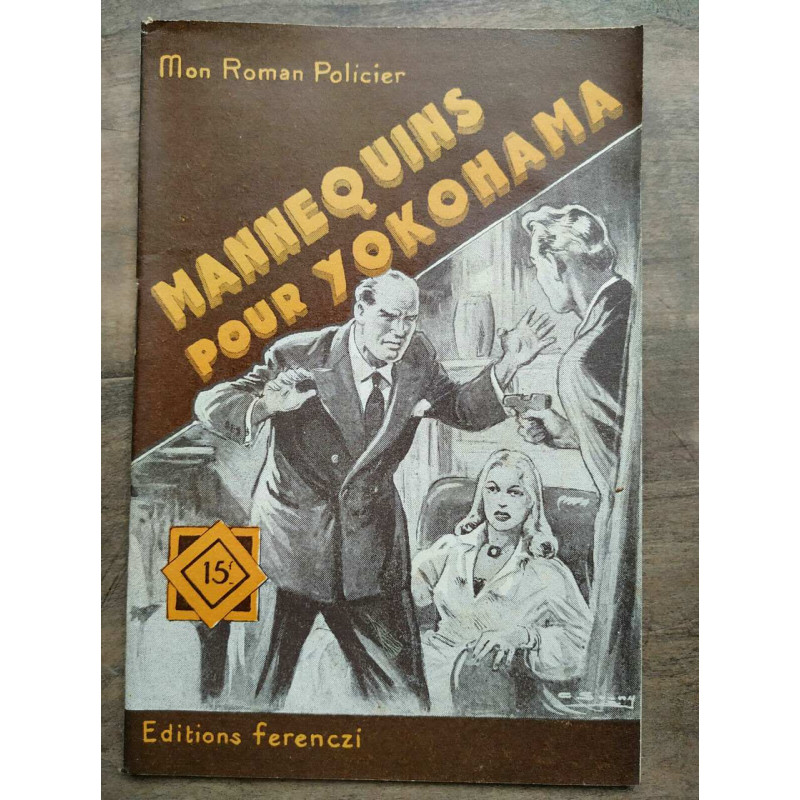 Mon Roman Policier
MANNEQUINS
POUR YOKOHAMA
15f
Editions ferenczi